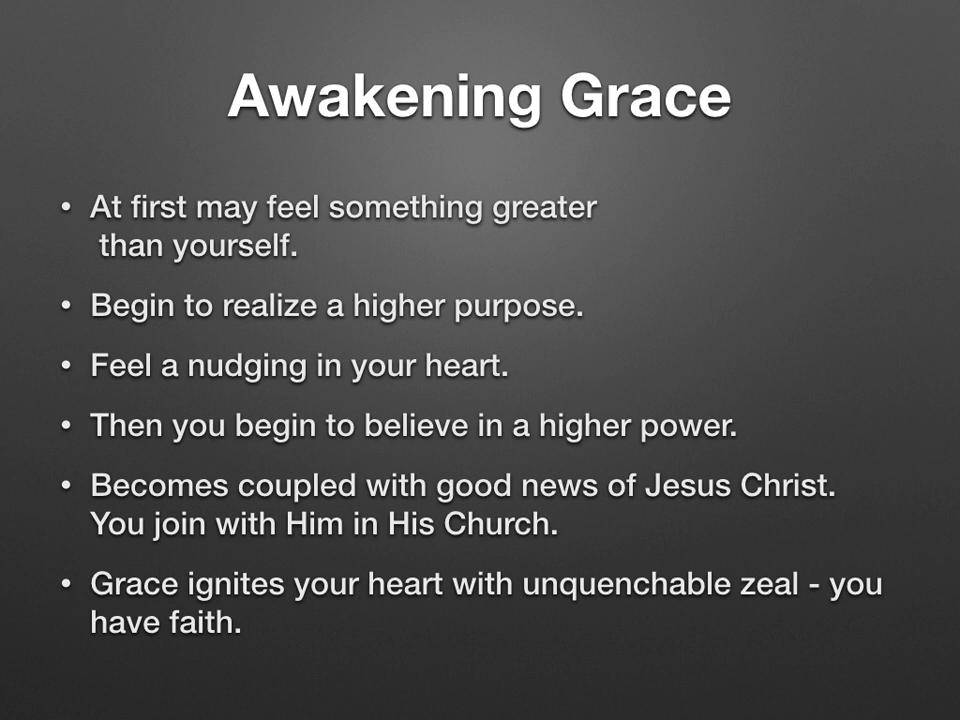 Awakening Grace
• At first may feel something greater
than yourself.
• Begin to realize a higher purpose.
• Feel a nudging in your heart.
• Then you begin to believe in a higher power.
• Becomes coupled with good news of Jesus Christ.
You join with Him in His Church.
• Grace ignites your heart with unquenchable zeal - you
have faith.